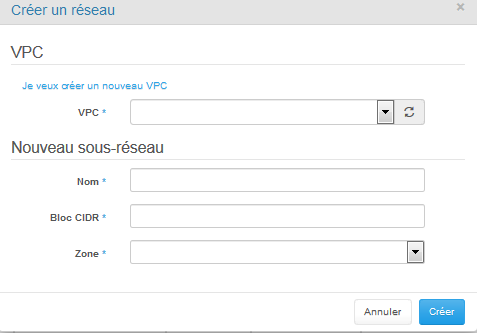 Créer un réseau
×
VPC
Je veux créer un nouveau VPC
VPC *
Nouveau sous-réseau
Nom *
Bloc CIDR *
Zone *
Annuler
Créer